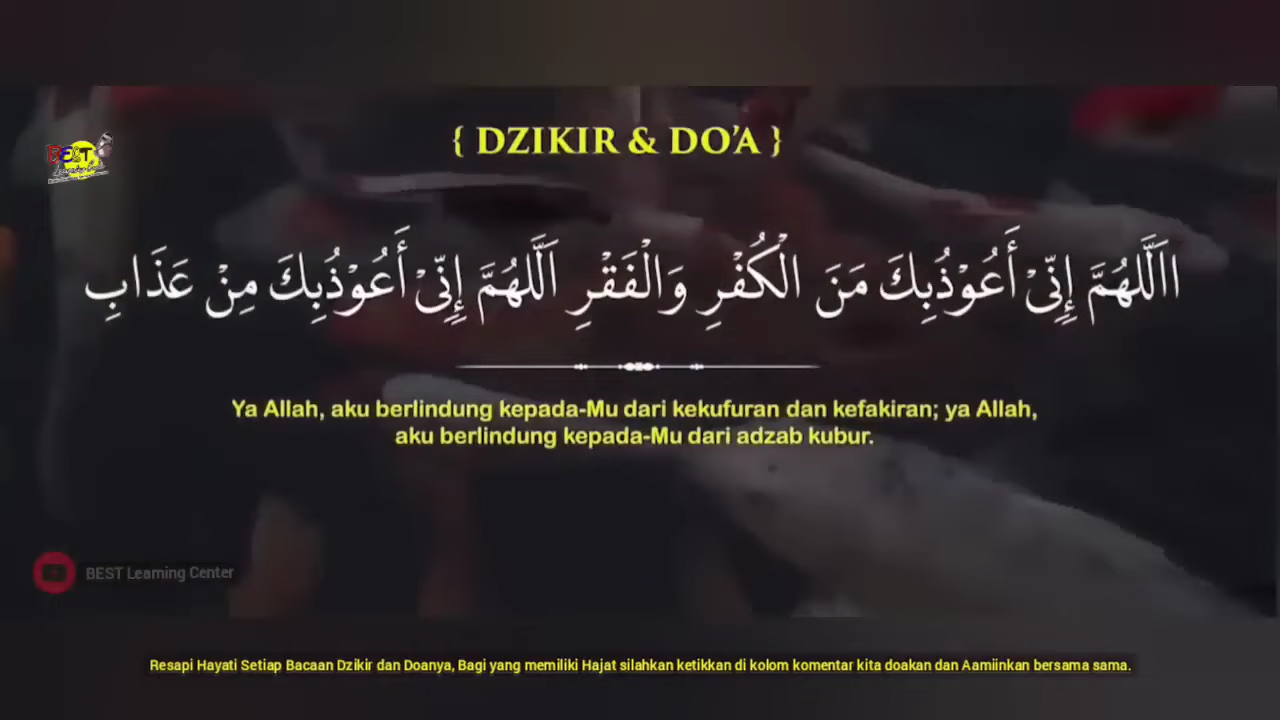 BEST
{ DZIKIR & DO'A }
االَلَّهُمَّ إِنِّىْ أَعُوْذُبِكَ مَنَ الْكُفْرِ وَالْفَقْرِ اَللَّهُمَّ إِنِّىْ أَعُوْذُبِكَ مِنْ عَذَابِ
Ya Allah, aku berlindung kepada-Mu dari kekufuran dan kefakiran; ya Allah,
aku berlindung kepada-Mu dari adzab kubur.
BEST Learning Center
Resapi Hayati Setiap Bacaan Dzikir dan Doanya, Bagi yang memiliki Hajat silahkan ketikkan di kolom komentar kita doakan dan Aamiinkan bersama sama.